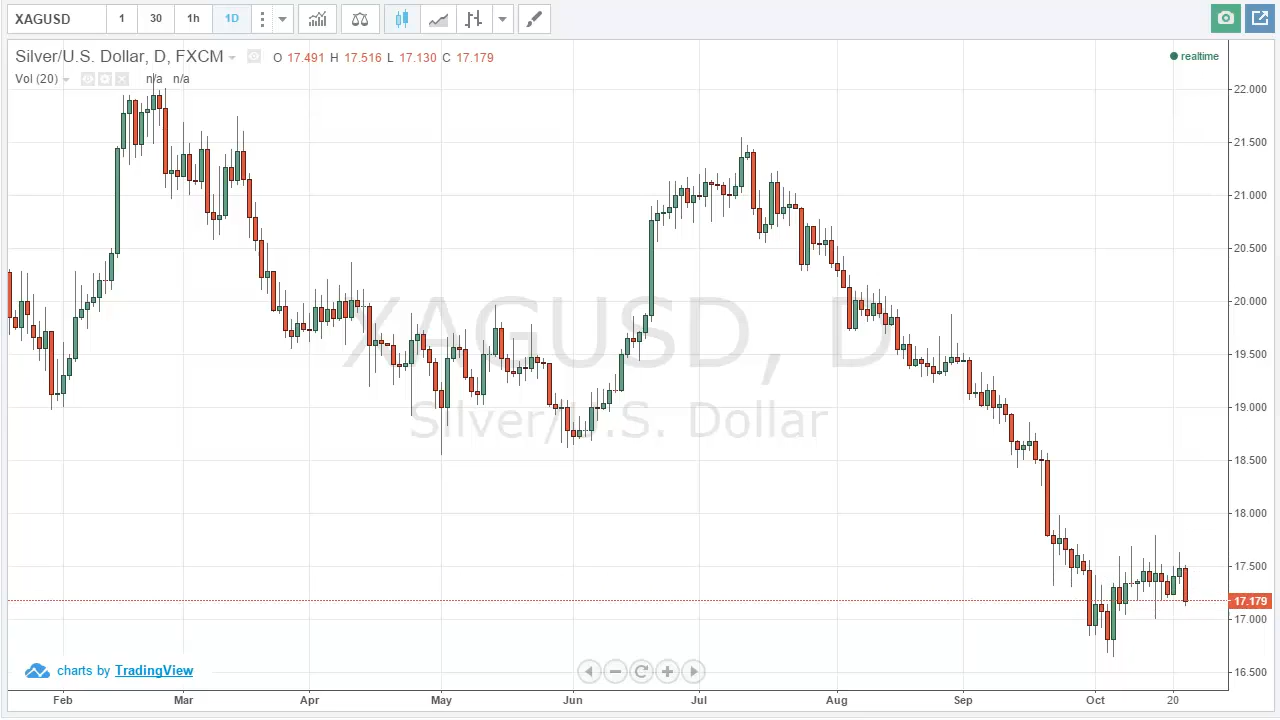 XAGUSD 1 30 1h 1D
Silver/U.S. Dollar, D, FXCM O 17.491 H 17.516 L 17.130 C 17.179 realtime
Vol (20) n/a n/a
22.000
21.500
21.000
20.500
20.000
XAGUSD, D
19.500
19.000
Silver/U.S. Dollar
18.500
18.000
17.500
17.179
17.000
charts by TradingView
16.500
Feb Mar Apr May Jun Jul Aug Sep Oct 20